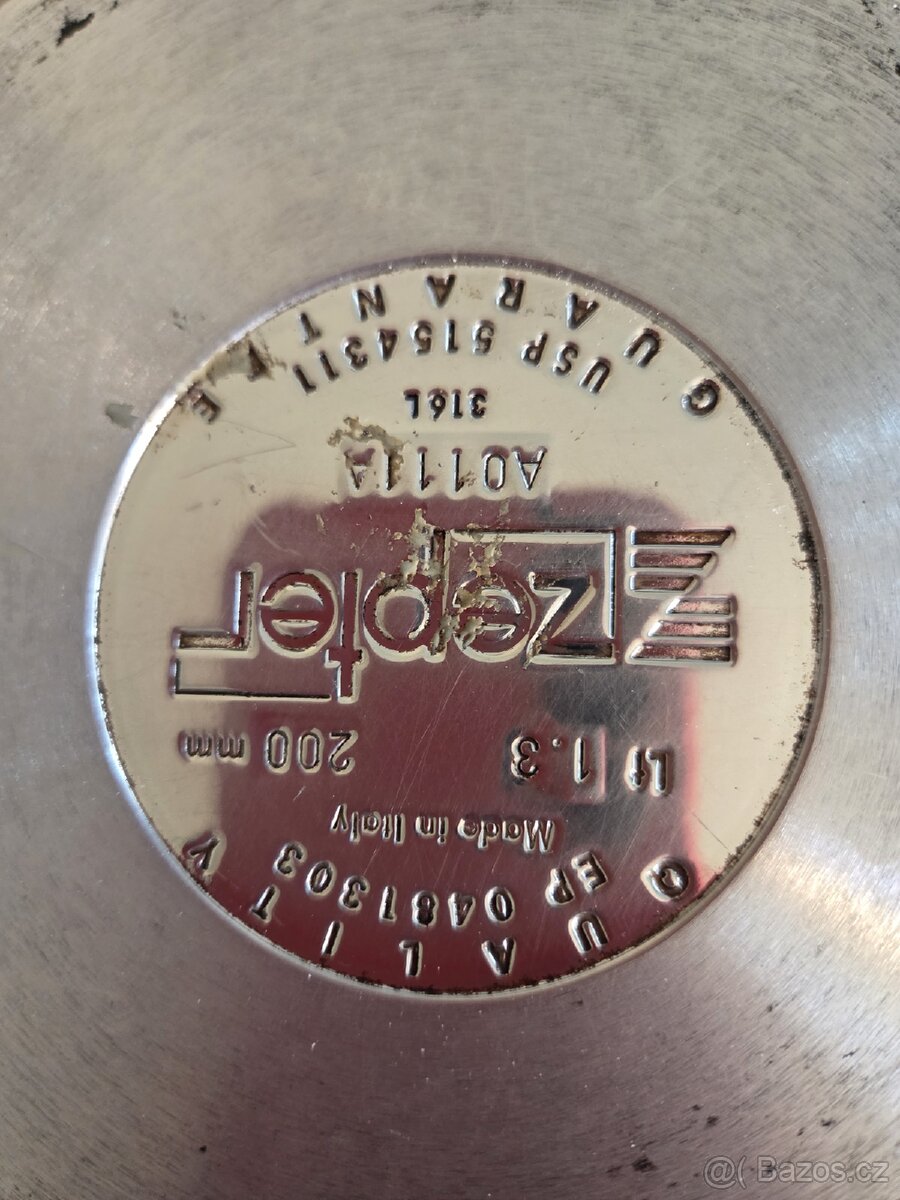 QUALITY
EP 0481303
Made in Italy
Lt 1.3 200 mm
zepter
A0111A
316L
USP 5154311
GUARANTEE
@( Bazos.cz